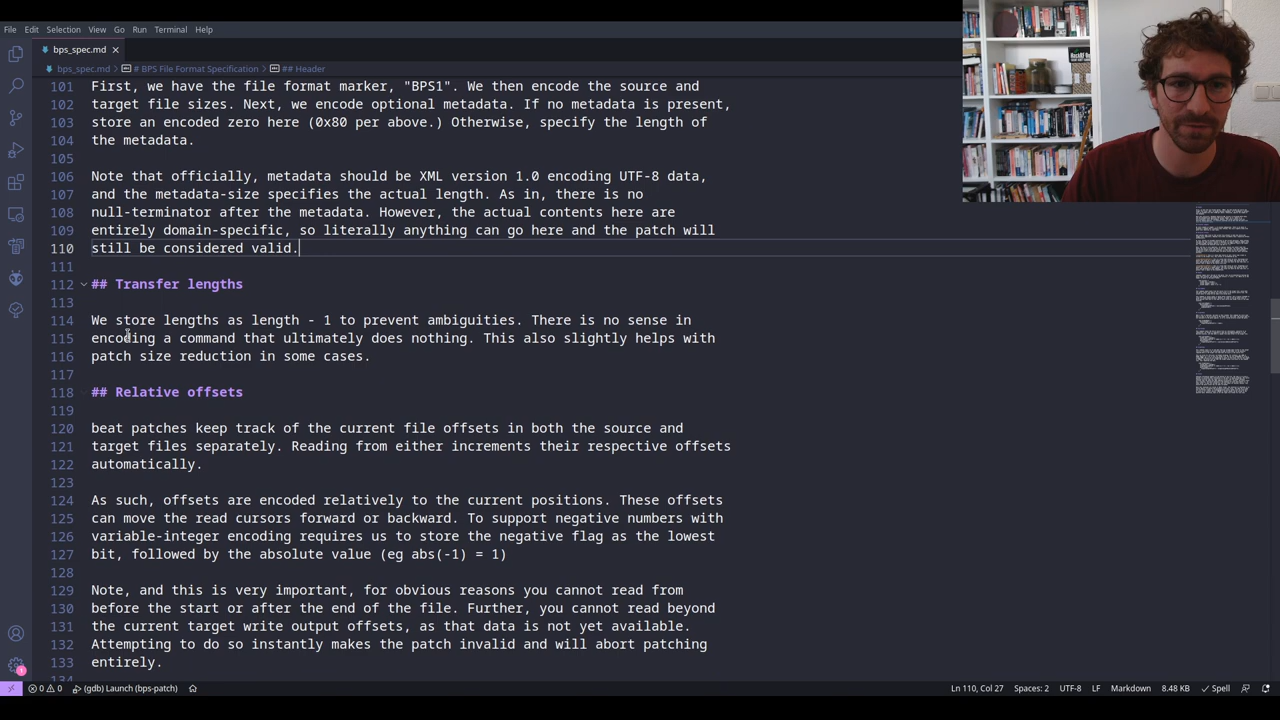 File Edit Selection View Go Run Terminal Help
bps_spec.md
bps_spec.md > # BPS File Format Specification > ## Header
101 First, we have the file format marker, "BPS1". We then encode the source and
102 target file sizes. Next, we encode optional metadata. If no metadata is present,
103 store an encoded zero here (0x80 per above.) Otherwise, specify the length of
104 the metadata.
105
106 Note that officially, metadata should be XML version 1.0 encoding UTF-8 data,
107 and the metadata-size specifies the actual length. As in, there is no
108 null-terminator after the metadata. However, the actual contents here are
109 entirely domain-specific, so literally anything can go here and the patch will
110 still be considered valid.
111
112 ## Transfer lengths
113
114 We store lengths as length - 1 to prevent ambiguities. There is no sense in
115 encoding a command that ultimately does nothing. This also slightly helps with
116 patch size reduction in some cases.
117
118 ## Relative offsets
119
120 beat patches keep track of the current file offsets in both the source and
121 target files separately. Reading from either increments their respective offsets
122 automatically.
123
124 As such, offsets are encoded relatively to the current positions. These offsets
125 can move the read cursors forward or backward. To support negative numbers with
126 variable-integer encoding requires us to store the negative flag as the lowest
127 bit, followed by the absolute value (eg abs(-1) = 1)
128
129 Note, and this is very important, for obvious reasons you cannot read from
130 before the start or after the end of the file. Further, you cannot read beyond
131 the current target write output offsets, as that data is not yet available.
132 Attempting to do so instantly makes the patch invalid and will abort patching
133 entirely.
0 0 (gdb) Launch (bps-patch) Ln 110, Col 27 Spaces: 2 UTF-8 LF Markdown 8.48 KB Spell